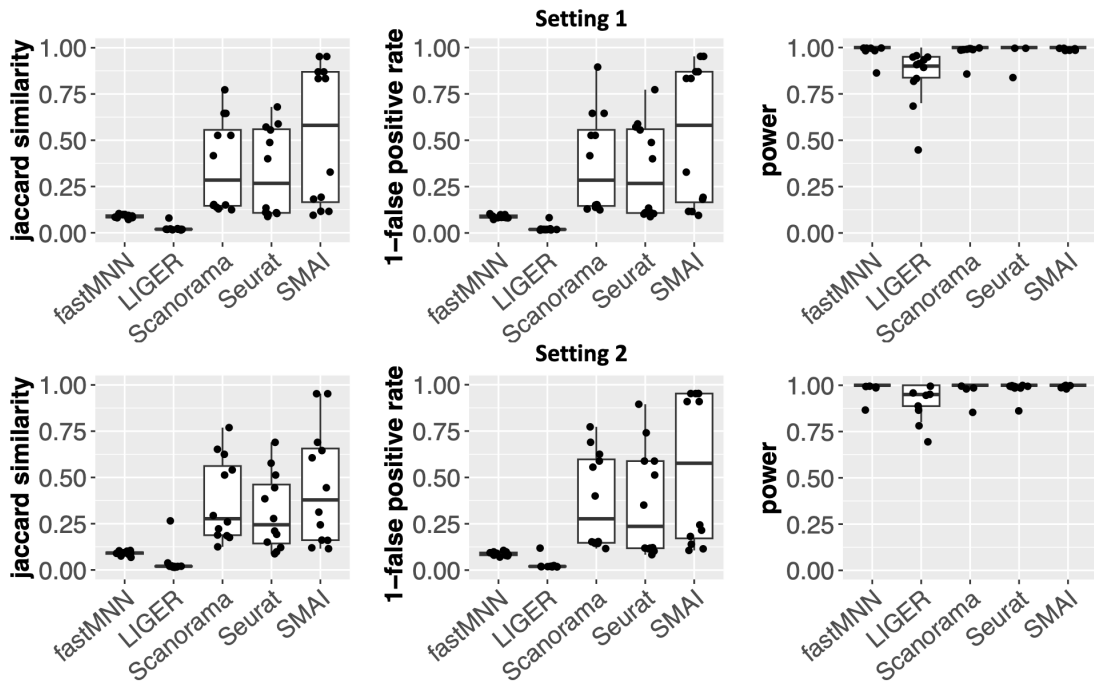 Setting 1
jaccard similarity
1.00
0.75
0.50
0.25
0.00
fastMNN
LIGER
Scanorama
Seurat
SMAI
1−false positive rate
1.00
0.75
0.50
0.25
0.00
fastMNN
LIGER
Scanorama
Seurat
SMAI
power
1.00
0.75
0.50
0.25
0.00
fastMNN
LIGER
Scanorama
Seurat
SMAI
Setting 2
jaccard similarity
1.00
0.75
0.50
0.25
0.00
fastMNN
LIGER
Scanorama
Seurat
SMAI
1−false positive rate
1.00
0.75
0.50
0.25
0.00
fastMNN
LIGER
Scanorama
Seurat
SMAI
power
1.00
0.75
0.50
0.25
0.00
fastMNN
LIGER
Scanorama
Seurat
SMAI